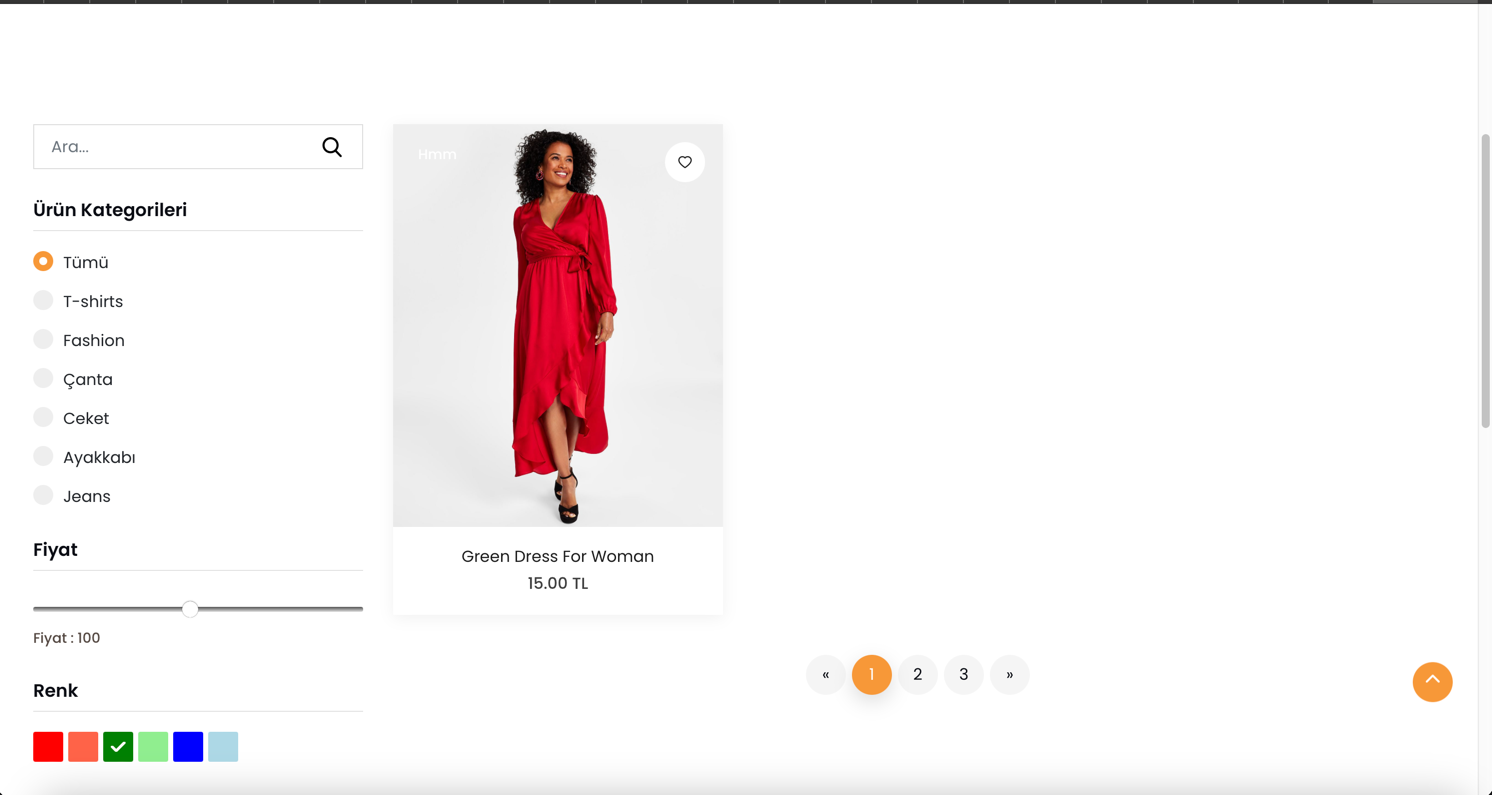 Ara...
Ürün Kategorileri
Tümü
T-shirts
Fashion
Çanta
Ceket
Ayakkabı
Jeans
Fiyat
Fiyat : 100
Renk
Hmm
Green Dress For Woman
15.00 TL
« 1 2 3 »